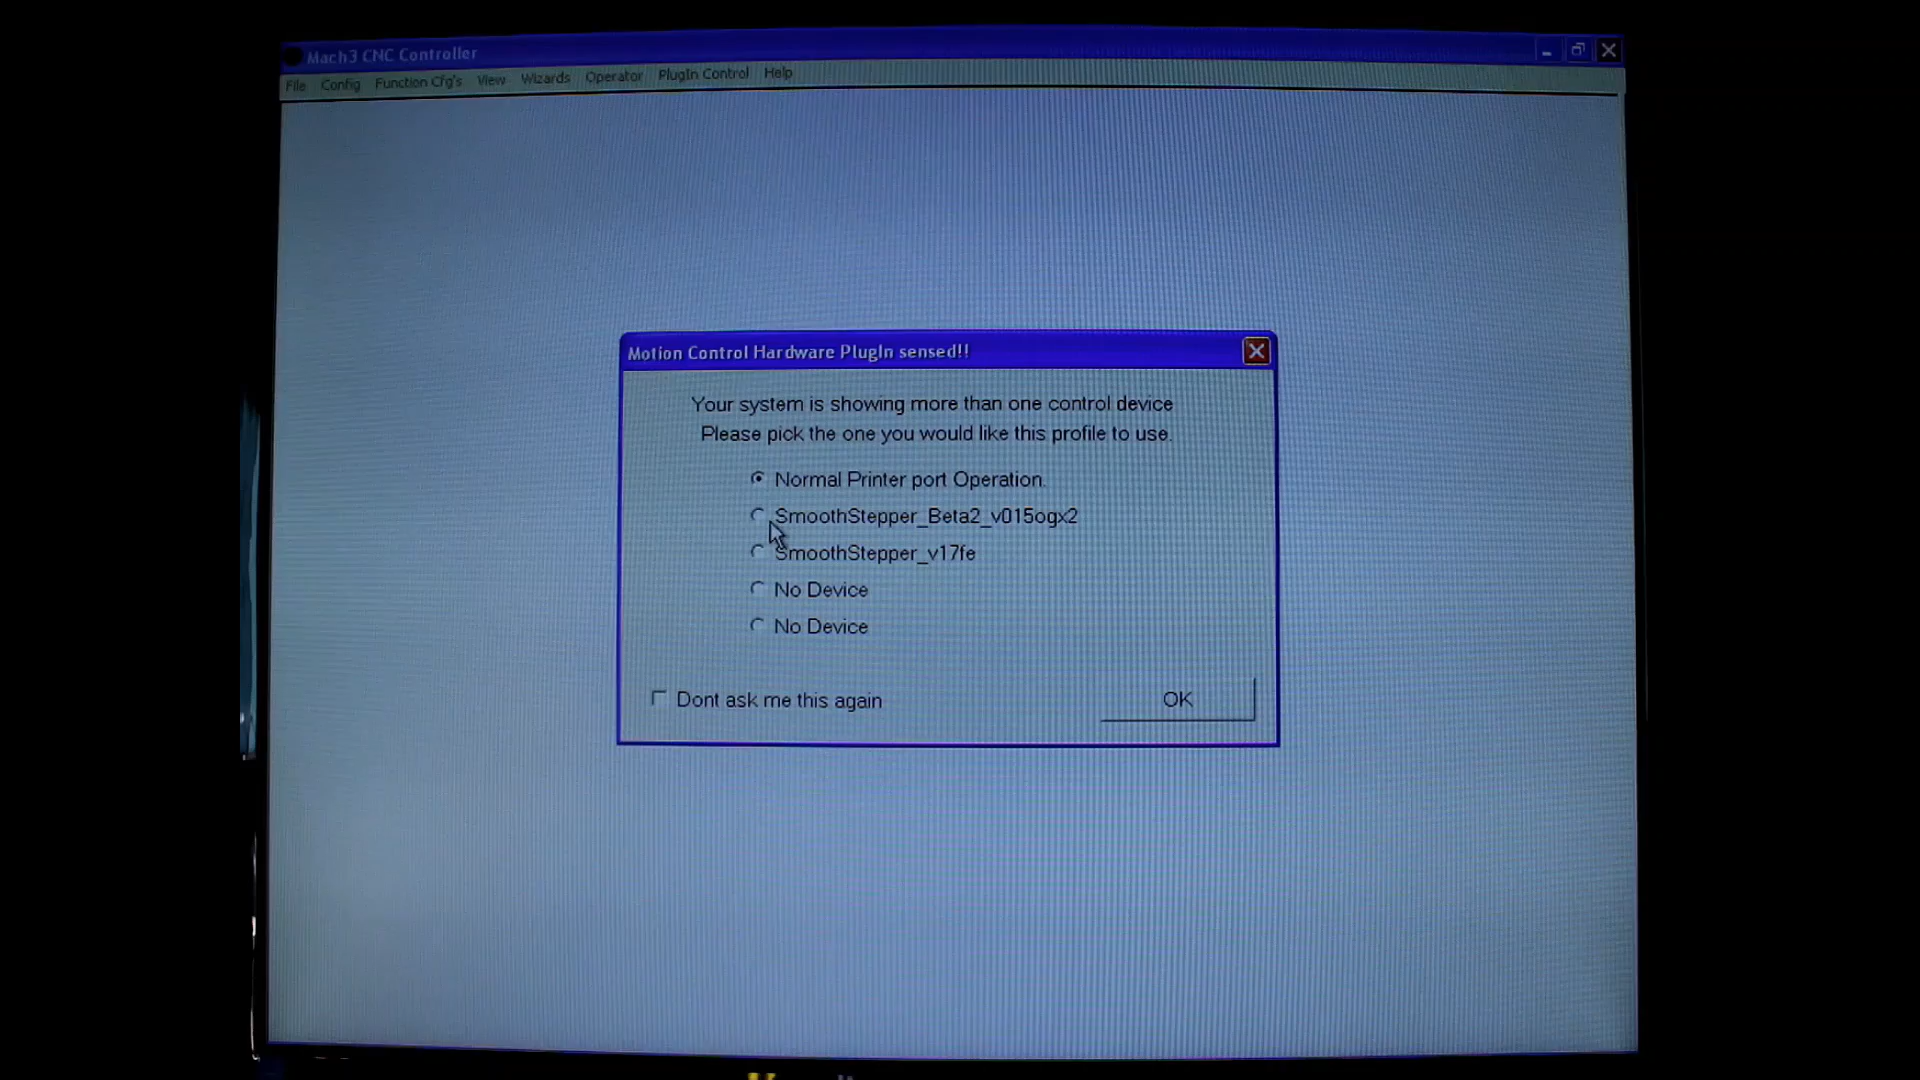 Mach3 CNC Controller
File Config Function Cfg's View Wizards Operator PlugIn Control Help
Motion Control Hardware PlugIn sensed!!
Your system is showing more than one control device
Please pick the one you would like this profile to use.
Normal Printer port Operation.
SmoothStepper_Beta2_v015ogx2
SmoothStepper_v17fe
No Device
No Device
Dont ask me this again
OK